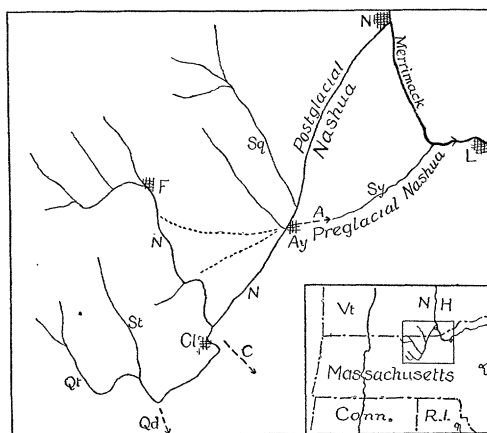 N
Merrimack
Postglacial
Nashua
L
Sq
Sy
F
A
Ay
Preglacial Nashua
N
N
St
Cl
C
Qt
Qd
Vt
N H
Massachusetts
Conn.
R.I.